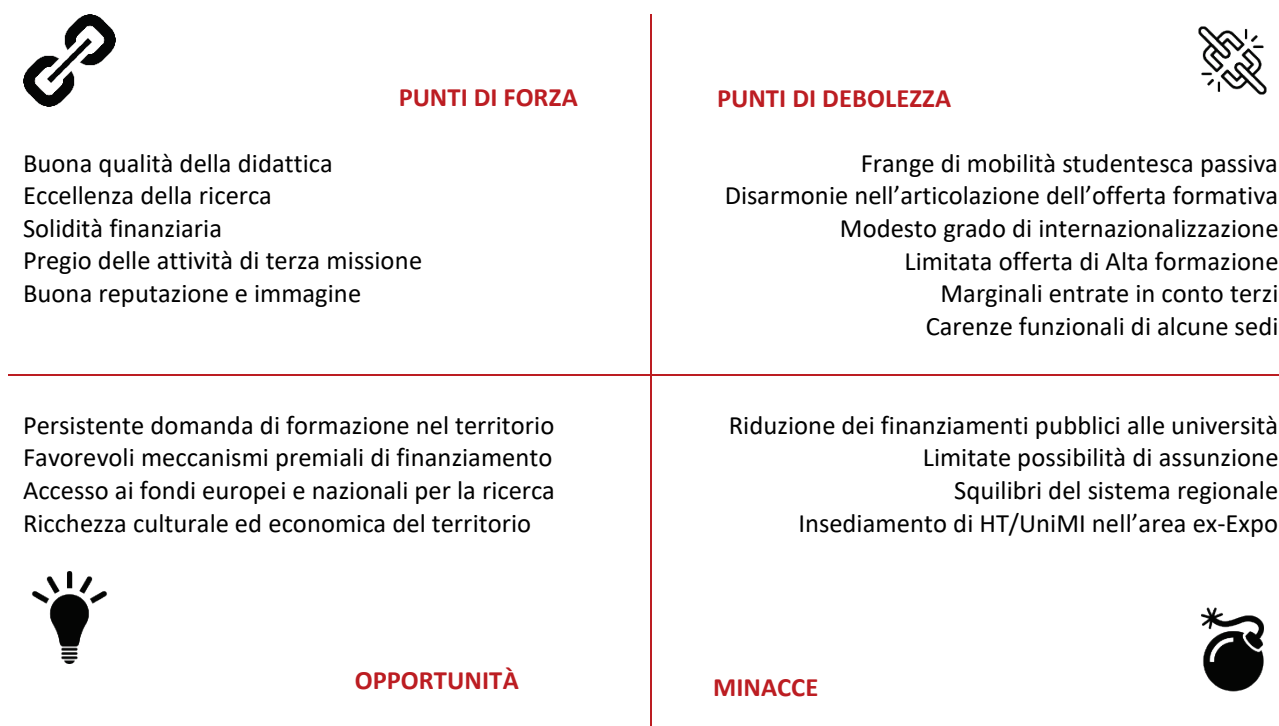 PUNTI DI FORZA
Buona qualità della didattica
Eccellenza della ricerca
Solidità finanziaria
Pregio delle attività di terza missione
Buona reputazione e immagine
PUNTI DI DEBOLEZZA
Frange di mobilità studentesca passiva
Disarmonie nell’articolazione dell’offerta formativa
Modesto grado di internazionalizzazione
Limitata offerta di Alta formazione
Marginali entrate in conto terzi
Carenze funzionali di alcune sedi
Persistente domanda di formazione nel territorio
Favorevoli meccanismi premiali di finanziamento
Accesso ai fondi europei e nazionali per la ricerca
Ricchezza culturale ed economica del territorio
OPPORTUNITÀ
Riduzione dei finanziamenti pubblici alle università
Limitate possibilità di assunzione
Squilibri del sistema regionale
Insediamento di HT/UniMI nell’area ex-Expo
MINACCE